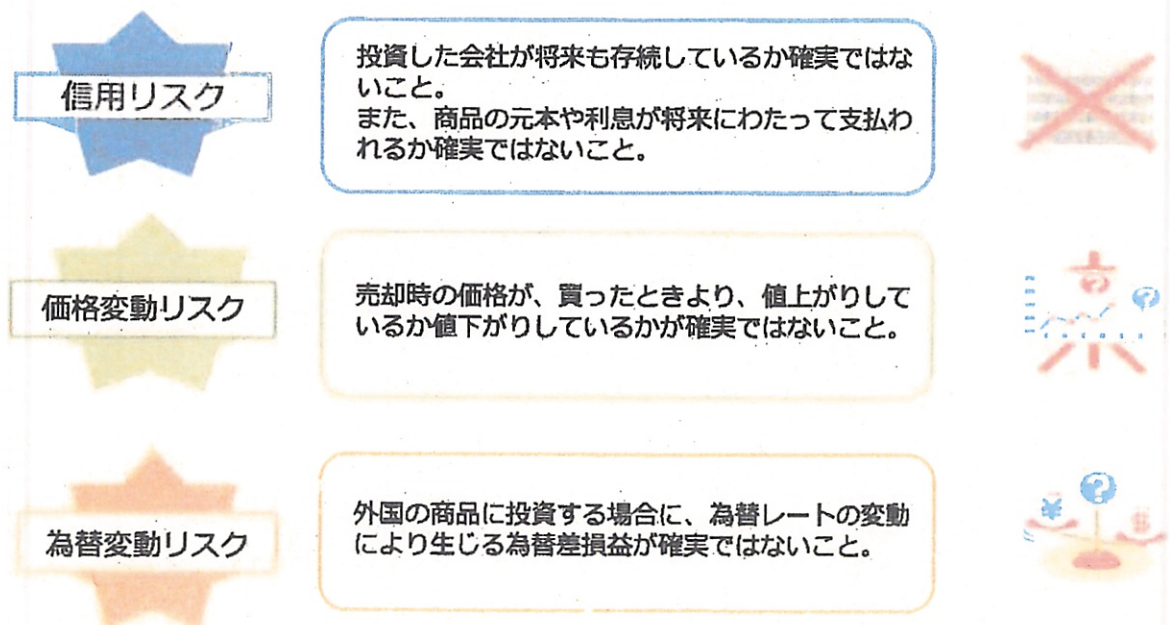 信用リスク
投資した会社が将来も存続しているか確実ではな
いこと。
また、商品の元本や利息が将来にわたって支払わ
れるか確実ではないこと。
価格変動リスク
売却時の価格が、買ったときより、値上がりして
いるか値下がりしているかが確実ではないこと。
?
為替変動リスク
外国の商品に投資する場合に、為替レートの変動
により生じる為替差損益が確実ではないこと。
?
¥
$